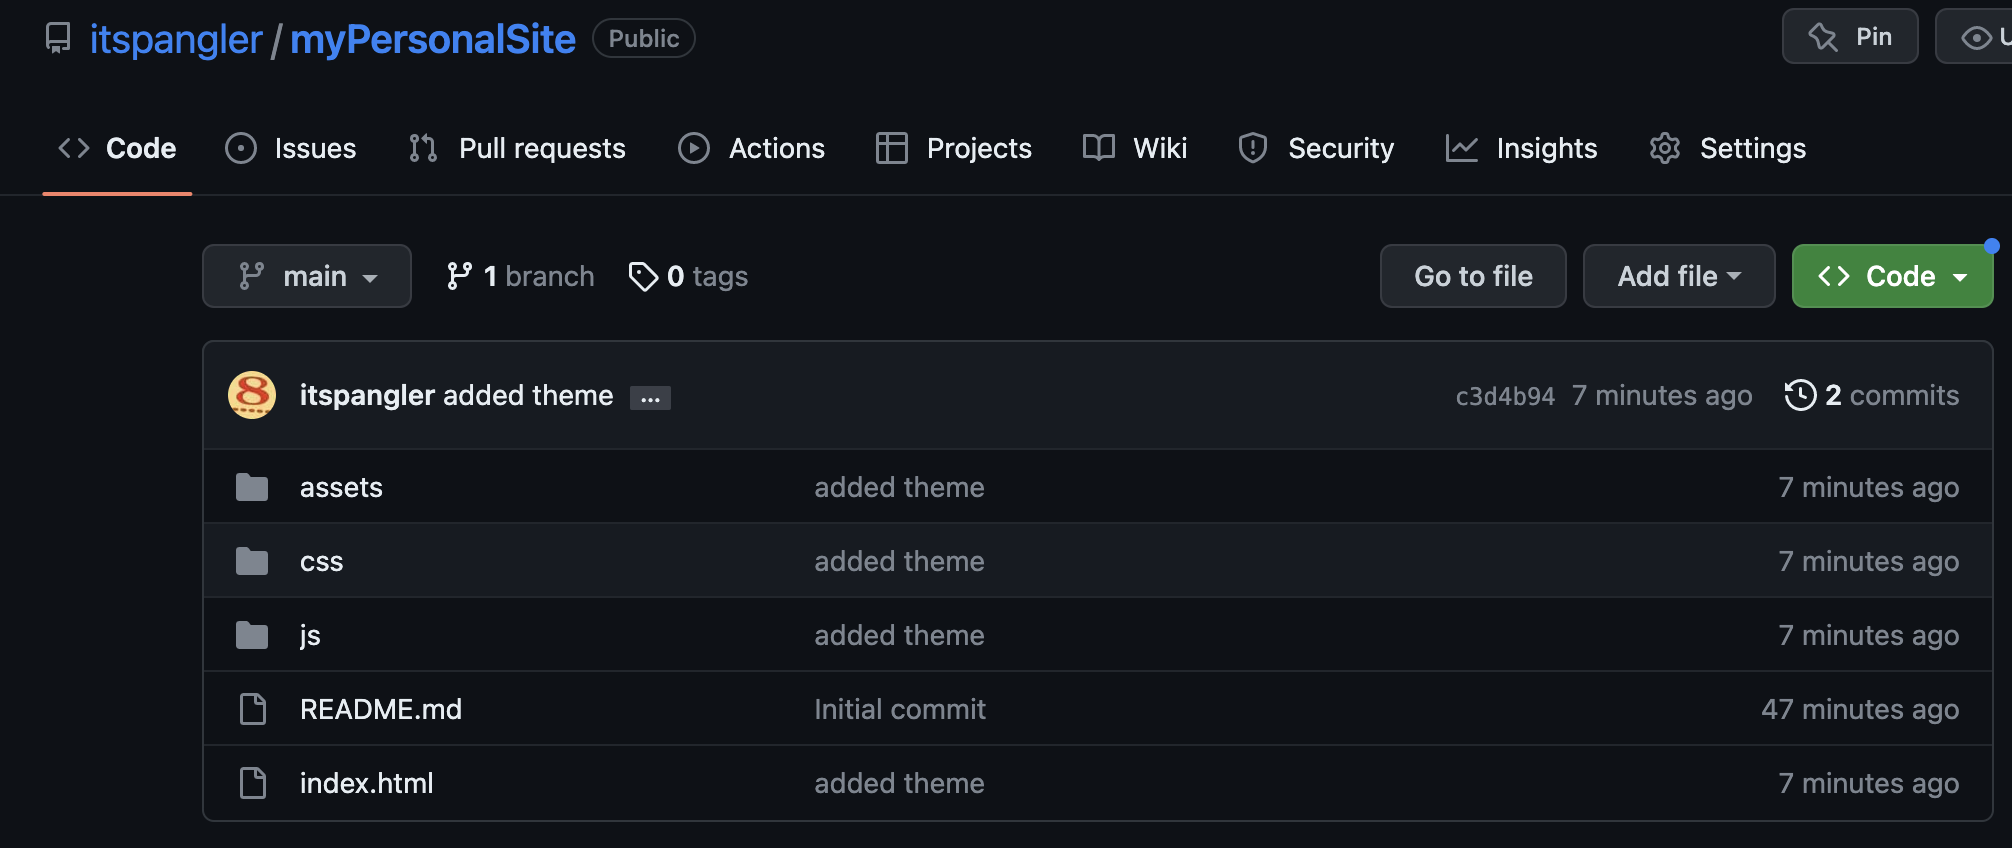 itspangler / myPersonalSite Public Pin
Code Issues Pull requests Actions Projects Wiki Security Insights Settings
main 1 branch 0 tags Go to file Add file Code
itspangler added theme ... c3d4b94 7 minutes ago 2 commits
assets added theme 7 minutes ago
css added theme 7 minutes ago
js added theme 7 minutes ago
README.md Initial commit 47 minutes ago
index.html added theme 7 minutes ago